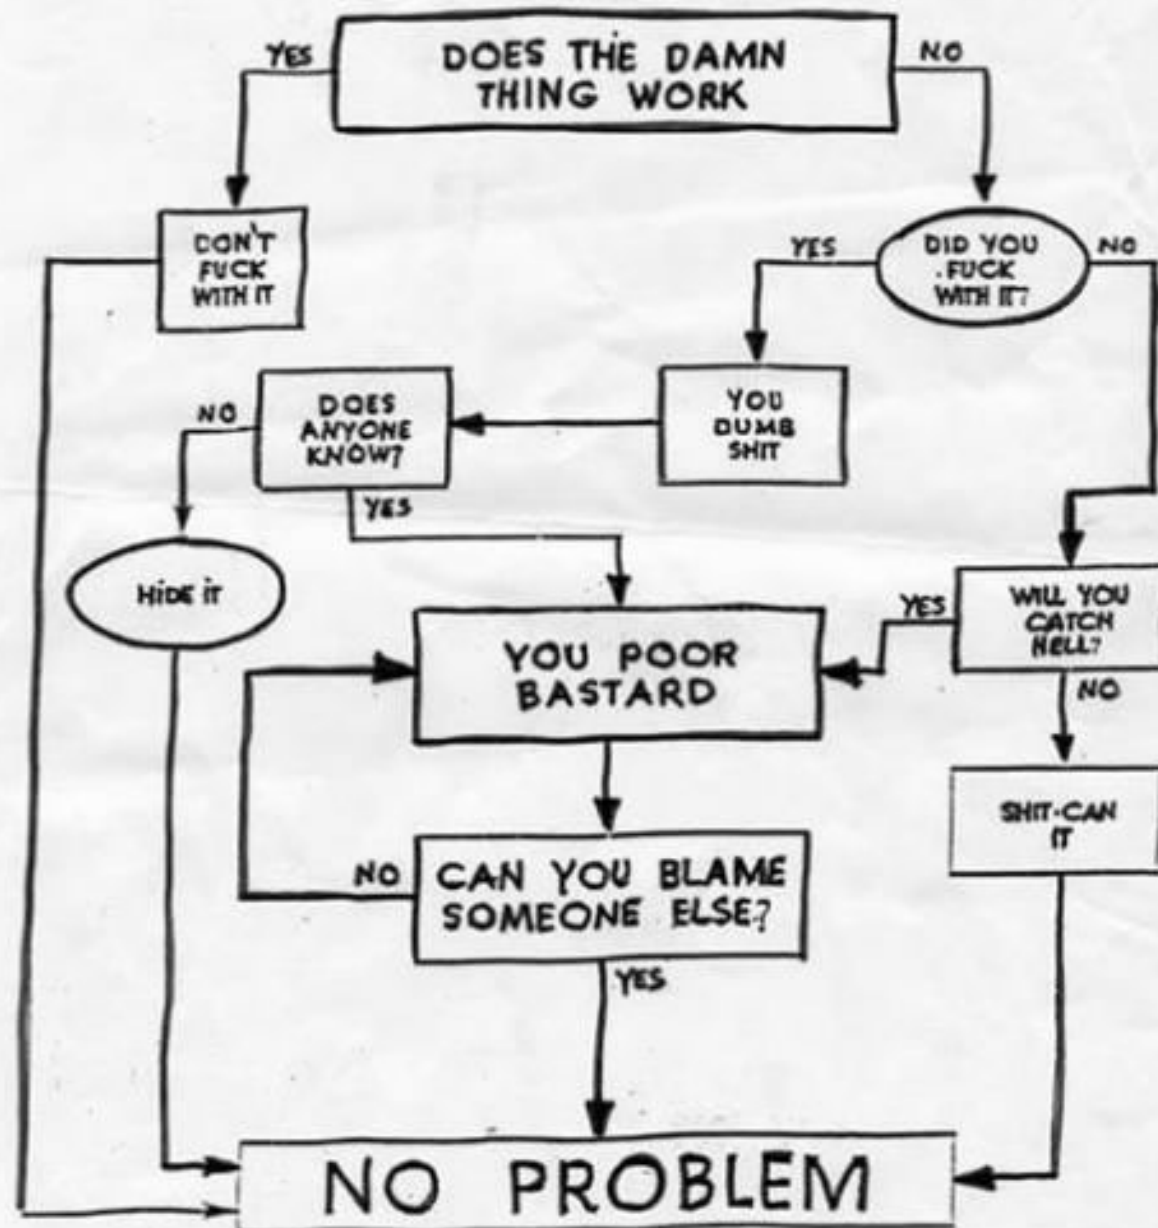 DOES THE DAMN
THING WORK
YES
NO
DON'T
FUCK
WITH IT
YES
DID YOU
FUCK
WITH IT?
NO
NO
DOES
ANYONE
KNOW?
YES
YOU
DUMB
SHIT
HIDE iT
YOU POOR
BASTARD
YES
WILL YOU
CATCH
HELL?
NO
SHIT-CAN
IT
NO
CAN YOU BLAME
SOMEONE ELSE?
YES
NO PROBLEM